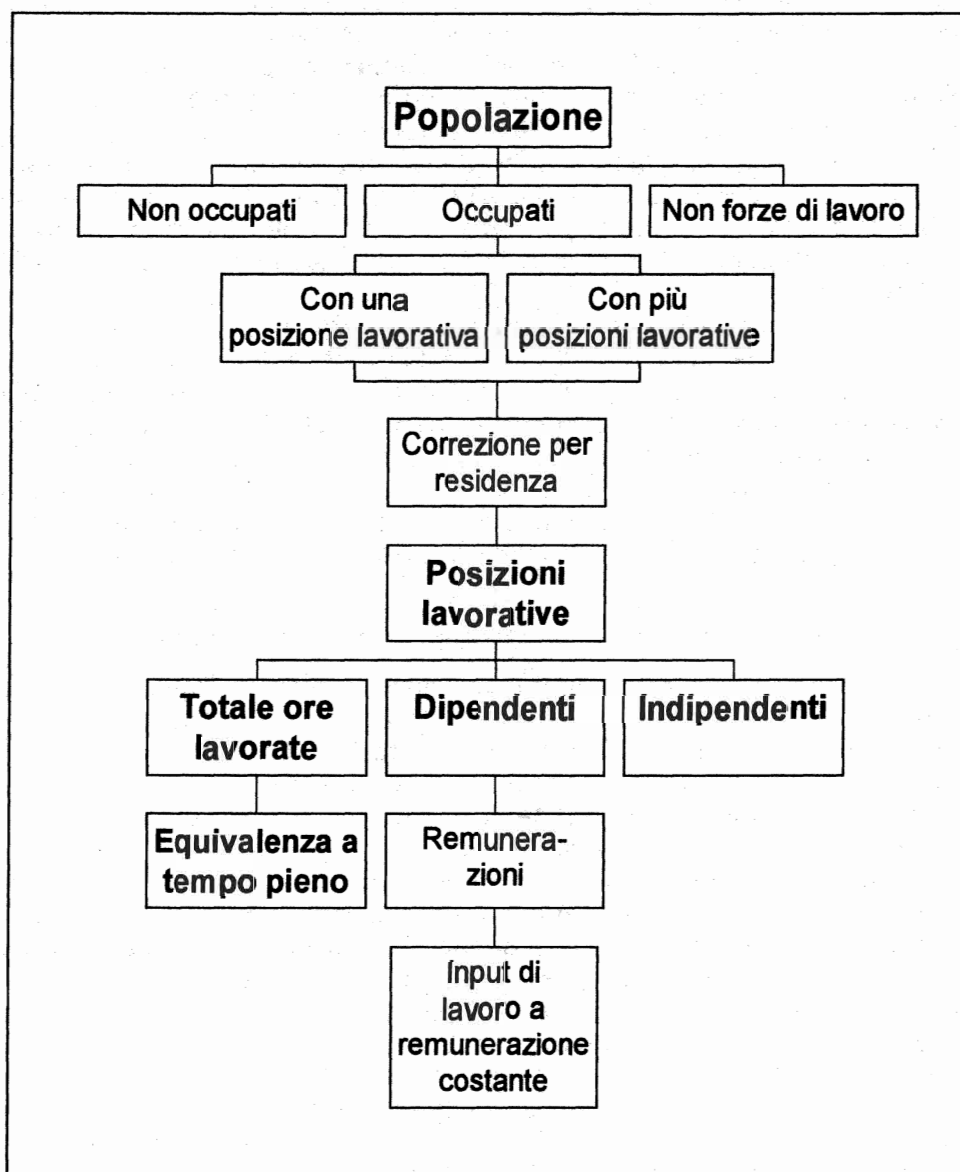 Popolazione
Non occupati
Occupati
Non forze di lavoro
Con una
posizione lavorativa
Con più
posizioni lavorative
Correzione per
residenza
Posizioni
lavorative
Totale ore
lavorate
Dipendenti
Indipendenti
Equivalenza a
tempo pieno
Remunera-
zioni
Input di
lavoro a
remunerazione
costante